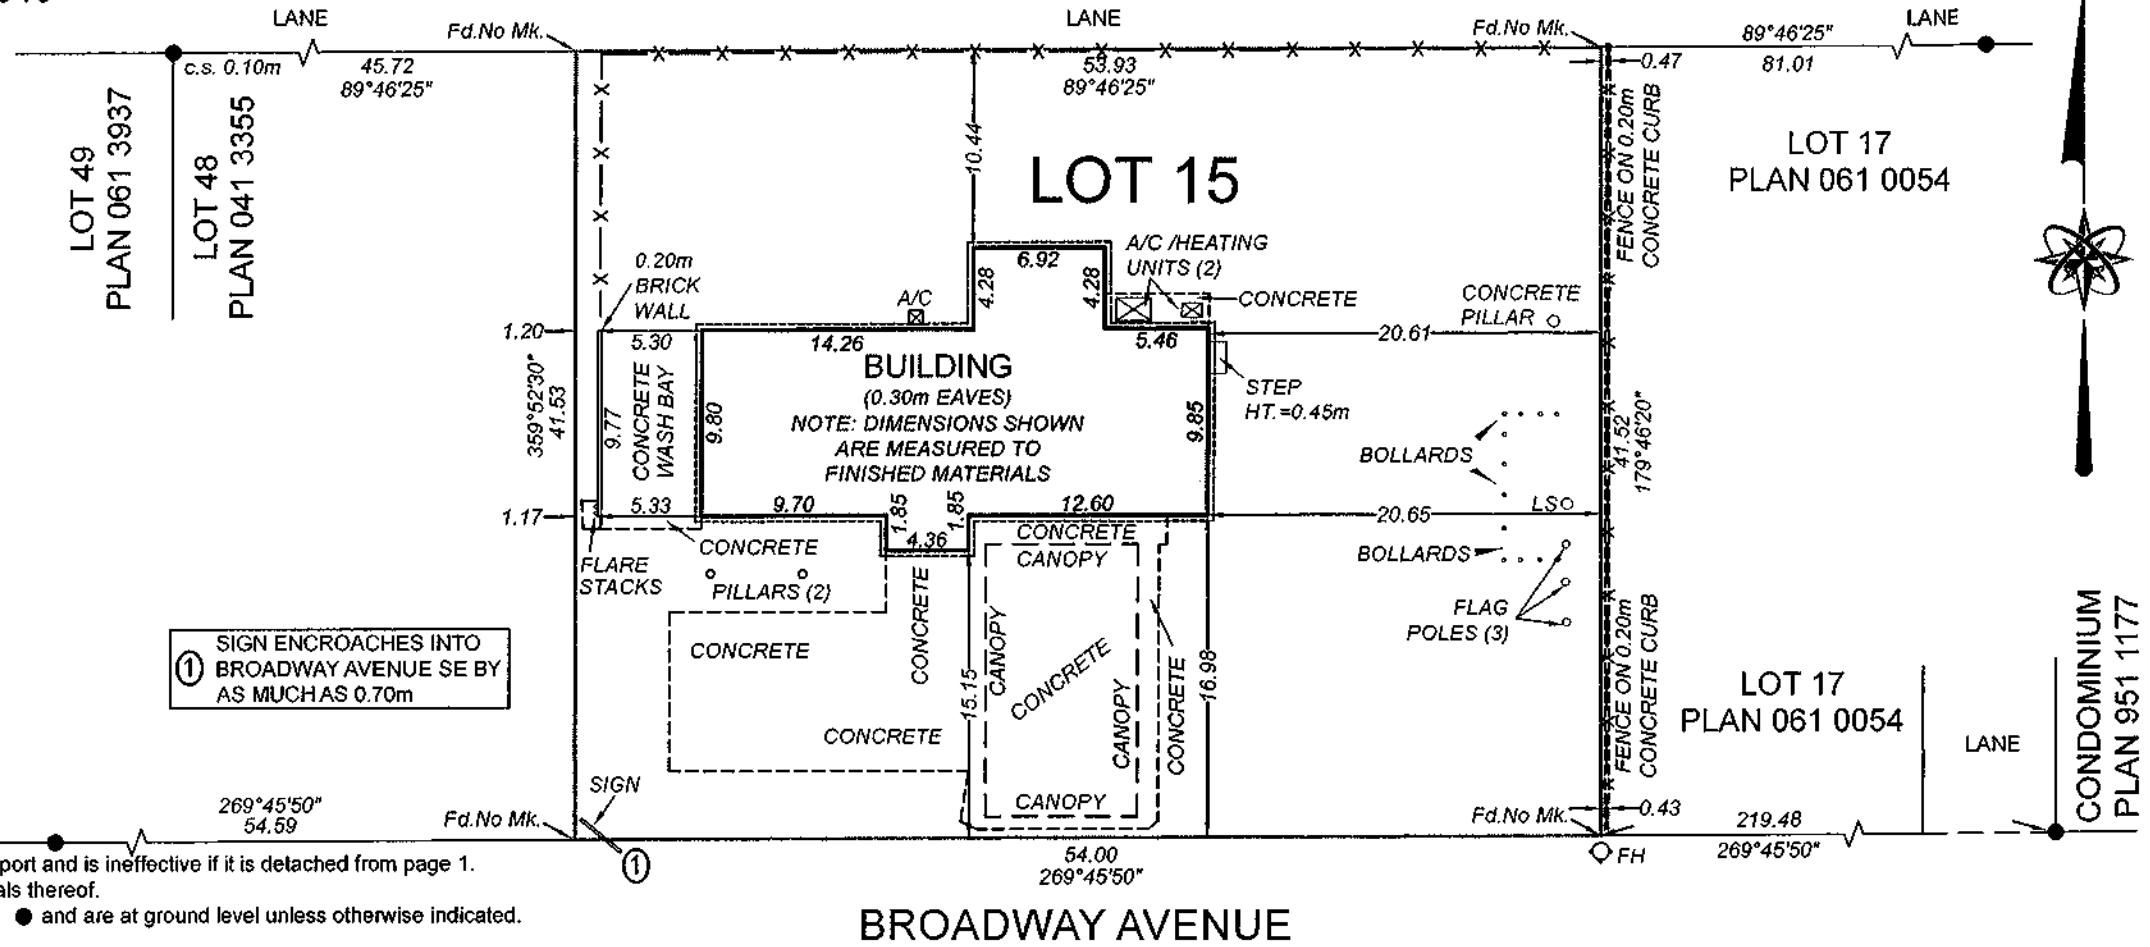 LANE
LANE
LANE
Fd.No Mk.
Fd.No Mk.
89°46'25"
c.s. 0.10m
45.72
89°46'25"
53.93
89°46'25"
0.47
81.01
LOT 49
PLAN 061 3937
LOT 48
PLAN 041 3355
10.44
LOT 15
FENCE ON 0.20m
CONCRETE CURB
LOT 17
PLAN 061 0054
0.20m
BRICK
WALL
A/C
6.92
4.28
4.28
A/C /HEATING
UNITS (2)
CONCRETE
CONCRETE
PILLAR
1.20
5.30
14.26
5.46
20.61
359°52'30"
41.53
9.77
CONCRETE
WASH BAY
9.80
BUILDING
(0.30m EAVES)
NOTE: DIMENSIONS SHOWN
ARE MEASURED TO
FINISHED MATERIALS
9.85
STEP
HT.=0.45m
BOLLARDS
41.52
179°46'20"
1.17
5.33
9.70
1.85
1.85
4.36
12.60
20.65
LS
CONCRETE
CONCRETE
CANOPY
BOLLARDS
FLARE
STACKS
PILLARS (2)
CONCRETE
FLAG
POLES (3)
1 SIGN ENCROACHES INTO
BROADWAY AVENUE SE BY
AS MUCH AS 0.70m
CONCRETE
CANOPY
CONCRETE
CANOPY
CONCRETE
15.15
16.98
CONCRETE
FENCE ON 0.20m
CONCRETE CURB
LOT 17
PLAN 061 0054
LANE
CONDOMINIUM
PLAN 951 1177
SIGN
CANOPY
269°45'50"
54.59
Fd.No Mk.
Fd.No Mk.
0.43
219.48
269°45'50"
1
54.00
269°45'50"
FH
port and is ineffective if it is detached from page 1.
als thereof.
● and are at ground level unless otherwise indicated.
BROADWAY AVENUE